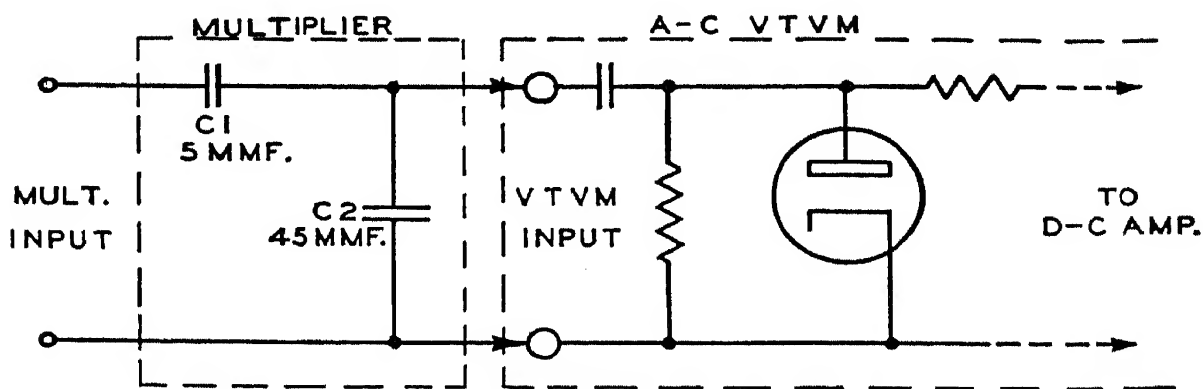 MULTIPLIER
A-C VTVM
C1
5 MMF.
MULT.
INPUT
C2
45 MMF.
VTVM
INPUT
TO
D-C AMP.